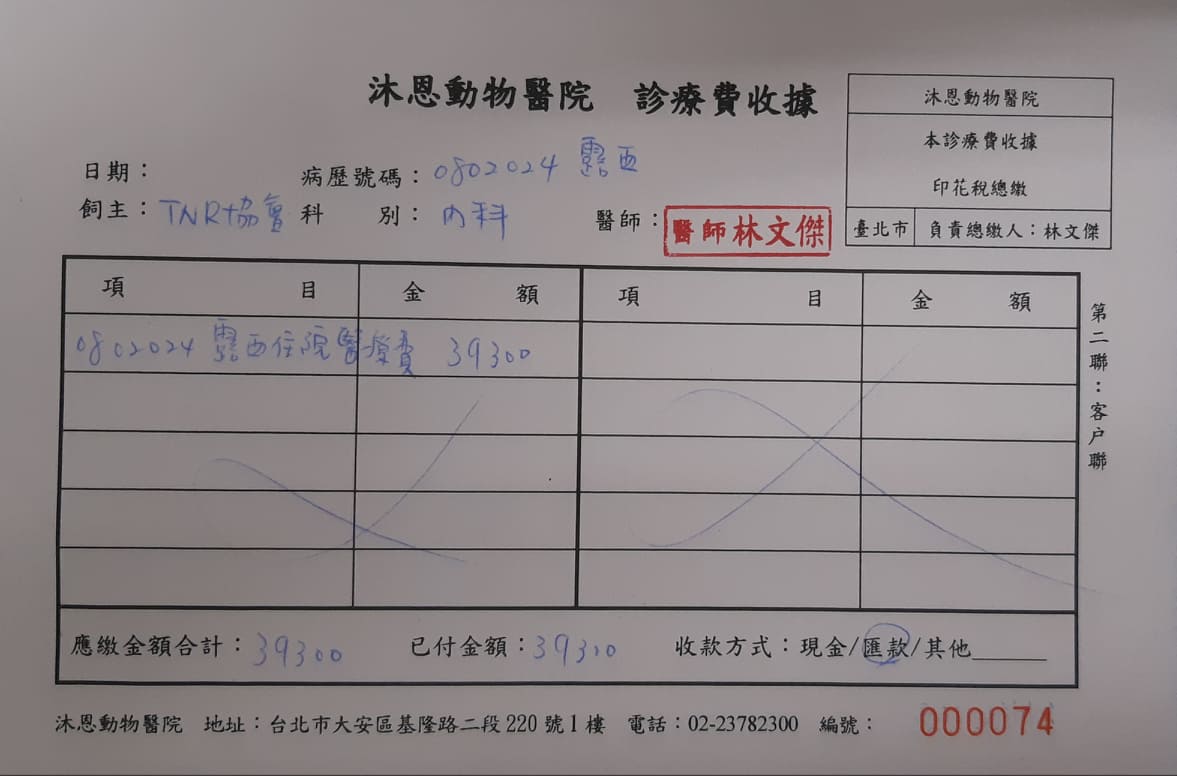 沐恩動物醫院 診療費收據
沐恩動物醫院
本診療費收據
印花稅總繳
臺北市 負責總繳人：林文傑
日期：
病歷號碼：0802024 露西
飼主：TNR協會 科 別：內科 醫師：醫師林文傑
項 目 金 額 項 目 金 額
0802024 露西住院醫療費 39300
第二聯：客戶聯
應繳金額合計：39300 已付金額：39300 收款方式：現金/匯款/其他______
沐恩動物醫院 地址：台北市大安區基隆路二段 220 號 1 樓 電話：02-23782300 編號： 000074